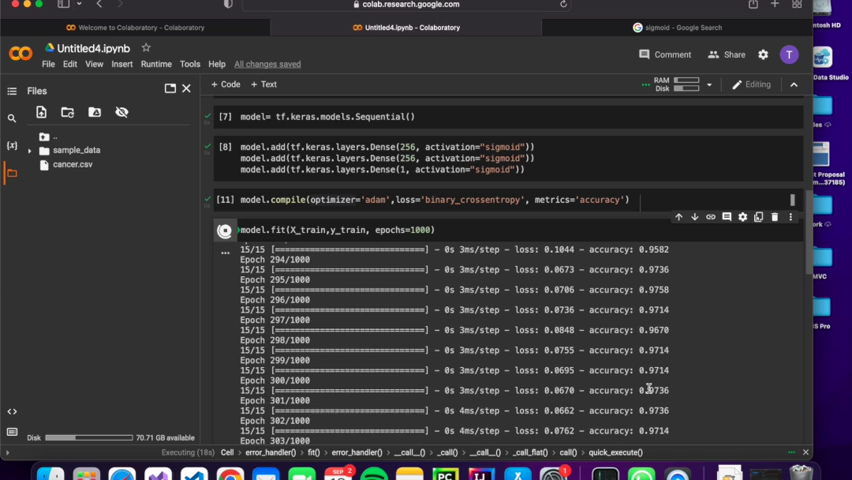 colab.research.google.com
Welcome to Colaboratory - Colaboratory
Untitled4.ipynb - Colaboratory
sigmoid - Google Search
Untitled4.ipynb
File Edit View Insert Runtime Tools Help All changes saved
Comment
Share
T
Files
+ Code + Text
RAM
Disk
Editing
..
sample_data
cancer.csv
{x}
[7] model= tf.keras.models.Sequential()
[8] model.add(tf.keras.layers.Dense(256, activation="sigmoid"))
model.add(tf.keras.layers.Dense(256, activation="sigmoid"))
model.add(tf.keras.layers.Dense(1, activation="sigmoid"))
[11] model.compile(optimizer='adam',loss='binary_crossentropy', metrics='accuracy')
model.fit(X_train,y_train, epochs=1000)
15/15 [==============================] - 0s 3ms/step - loss: 0.1044 - accuracy: 0.9582
Epoch 294/1000
15/15 [==============================] - 0s 3ms/step - loss: 0.0673 - accuracy: 0.9736
Epoch 295/1000
15/15 [==============================] - 0s 3ms/step - loss: 0.0706 - accuracy: 0.9758
Epoch 296/1000
15/15 [==============================] - 0s 3ms/step - loss: 0.0736 - accuracy: 0.9714
Epoch 297/1000
15/15 [==============================] - 0s 3ms/step - loss: 0.0848 - accuracy: 0.9670
Epoch 298/1000
15/15 [==============================] - 0s 3ms/step - loss: 0.0755 - accuracy: 0.9714
Epoch 299/1000
15/15 [==============================] - 0s 3ms/step - loss: 0.0695 - accuracy: 0.9714
Epoch 300/1000
15/15 [==============================] - 0s 3ms/step - loss: 0.0670 - accuracy: 0.9736
Epoch 301/1000
15/15 [==============================] - 0s 4ms/step - loss: 0.0662 - accuracy: 0.9736
Epoch 302/1000
15/15 [==============================] - 0s 4ms/step - loss: 0.0762 - accuracy: 0.9714
Epoch 303/1000
Disk
70.71 GB available
Executing (18s) Cell error_handler() fit() error_handler() __call__() _call() __call__() _call_flat() call() quick_execute()
Data Studio
MVC
SEP
PC